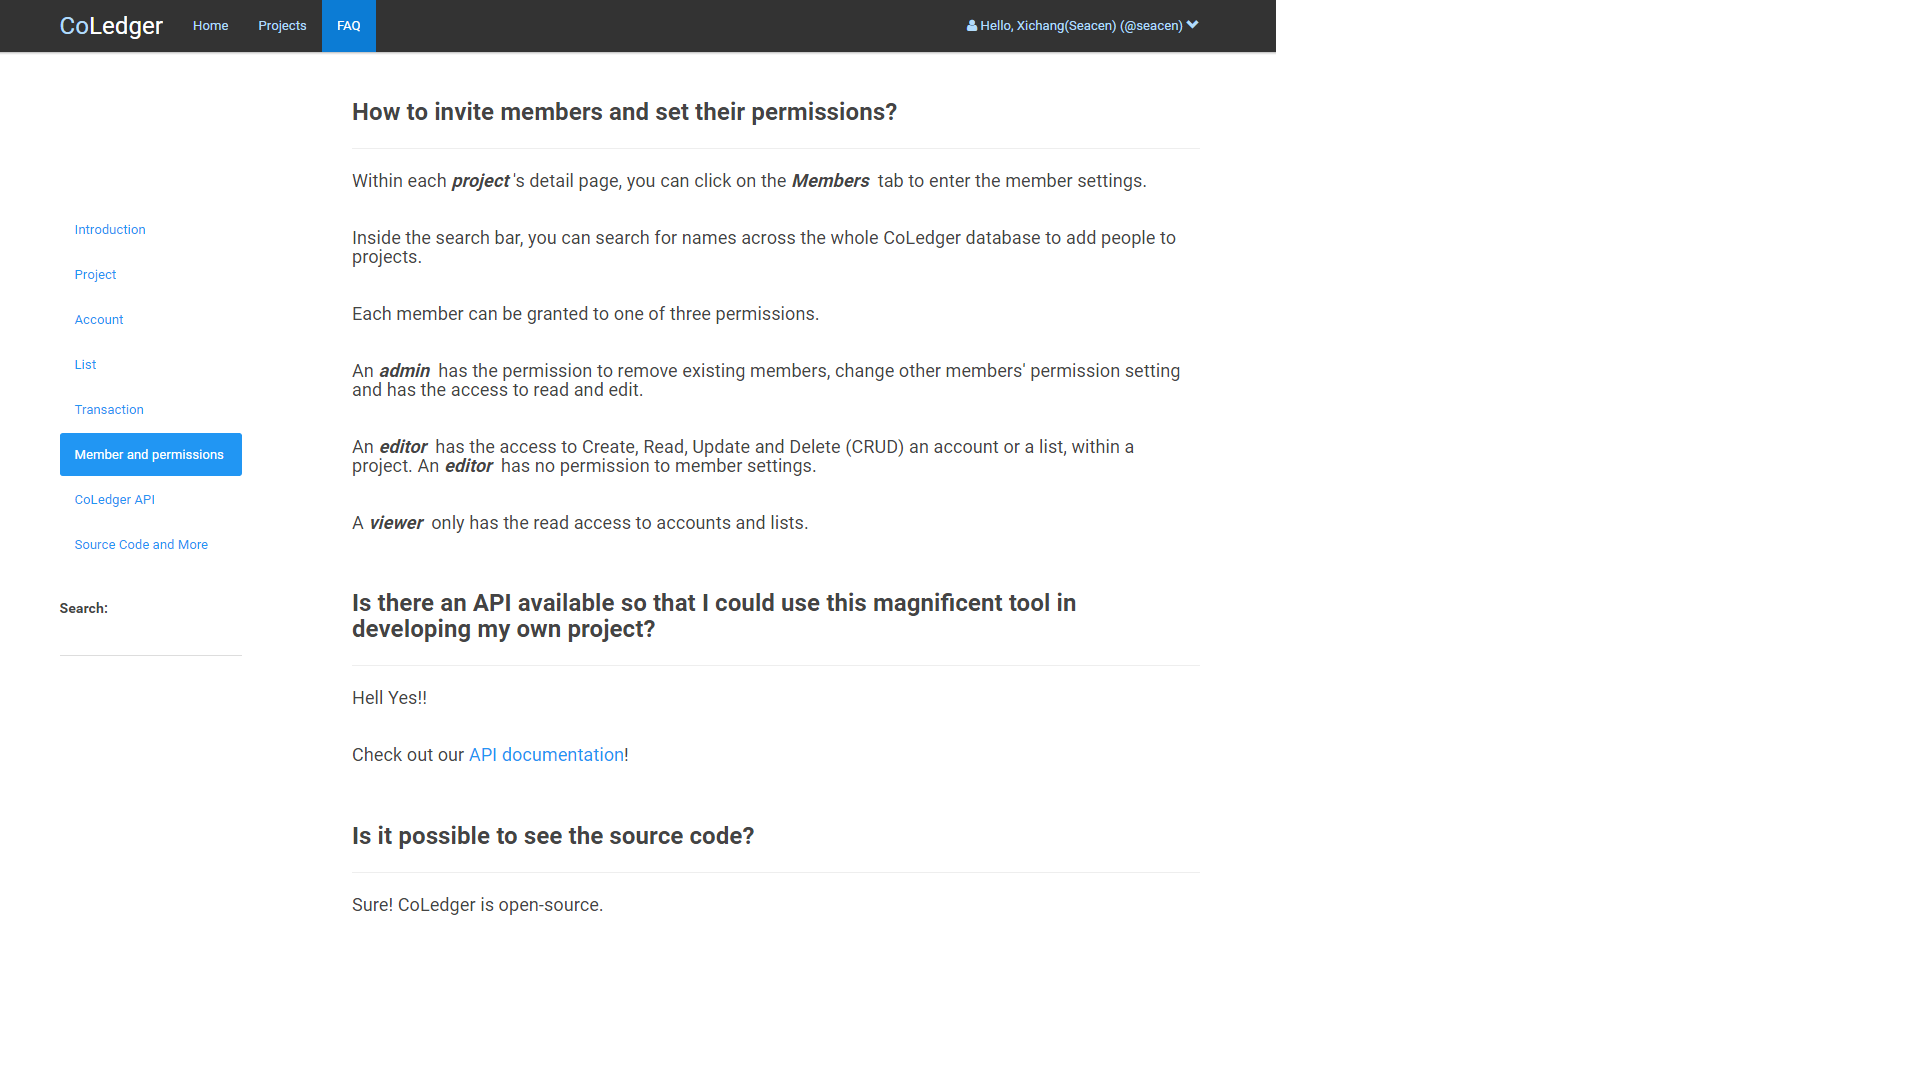 CoLedger Home Projects FAQ Hello, Xichang(Seacen) (@seacen)
Introduction
Project
Account
List
Transaction
Member and permissions
CoLedger API
Source Code and More
Search:
How to invite members and set their permissions?
Within each project's detail page, you can click on the Members tab to enter the member settings.
Inside the search bar, you can search for names across the whole CoLedger database to add people to
projects.
Each member can be granted to one of three permissions.
An admin has the permission to remove existing members, change other members' permission setting
and has the access to read and edit.
An editor has the access to Create, Read, Update and Delete (CRUD) an account or a list, within a
project. An editor has no permission to member settings.
A viewer only has the read access to accounts and lists.
Is there an API available so that I could use this magnificent tool in
developing my own project?
Hell Yes!!
Check out our API documentation!
Is it possible to see the source code?
Sure! CoLedger is open-source.